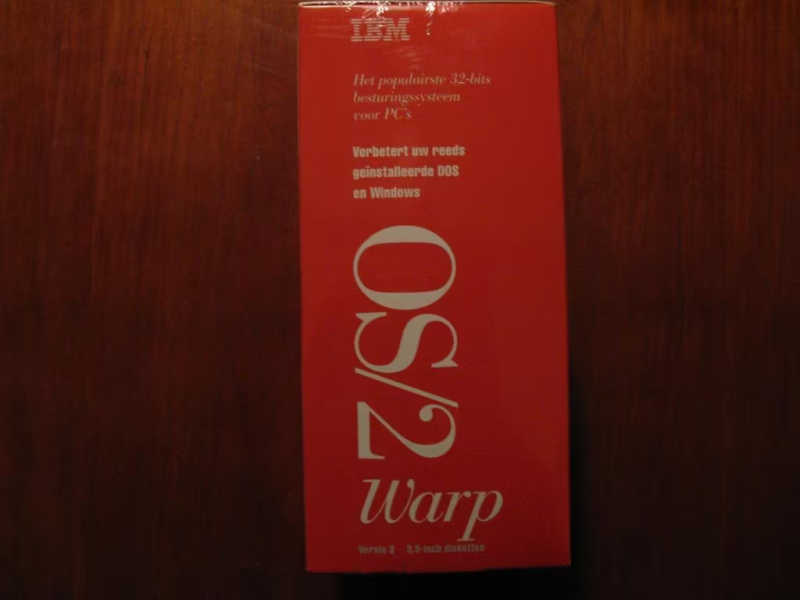 IBM
Het populairste 32-bits
besturingssysteem
voor PC's
Verbetert uw reeds
geïnstalleerde DOS
en Windows
OS/2
Warp
Versie 3 3,5-inch diskettes